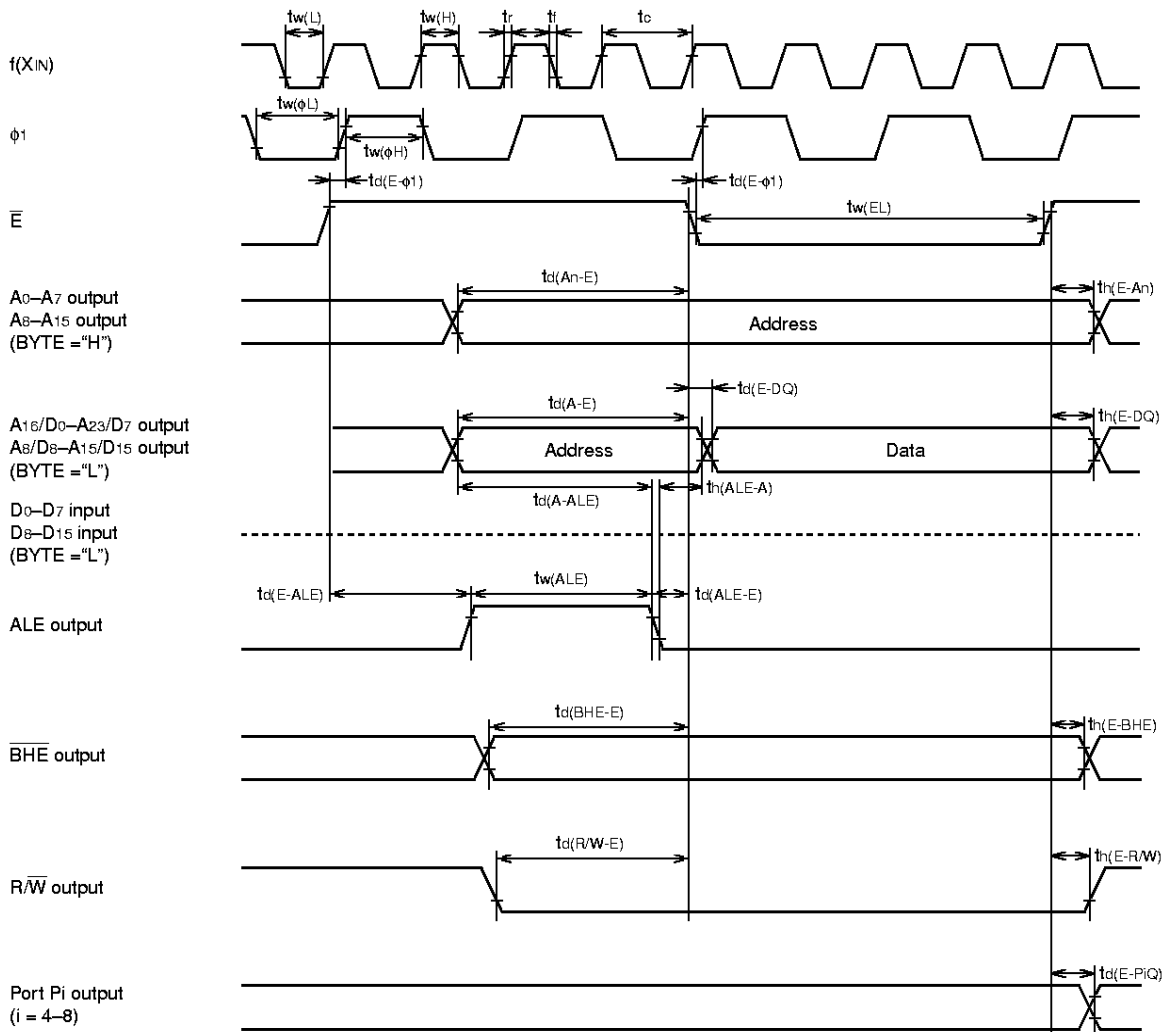 tw(L) tw(H) tr tf tc
f(XIN)
tw(ϕL)
ϕ1
tw(ϕH)
td(E-ϕ1) td(E-ϕ1)
E̅
tw(EL)
td(An-E) th(E-An)
A0–A7 output
A8–A15 output
(BYTE =“H”)
Address
td(E-DQ)
td(A-E) th(E-DQ)
A16/D0–A23/D7 output
A8/D8–A15/D15 output
(BYTE =“L”)
Address Data
td(A-ALE) th(ALE-A)
D0–D7 input
D8–D15 input
(BYTE =“L”)
td(E-ALE) tw(ALE) td(ALE-E)
ALE output
td(BHE-E) th(E-BHE)
B̅H̅E̅ output
td(R/W-E) th(E-R/W)
R/W̅ output
td(E-PiQ)
Port Pi output
(i = 4–8)